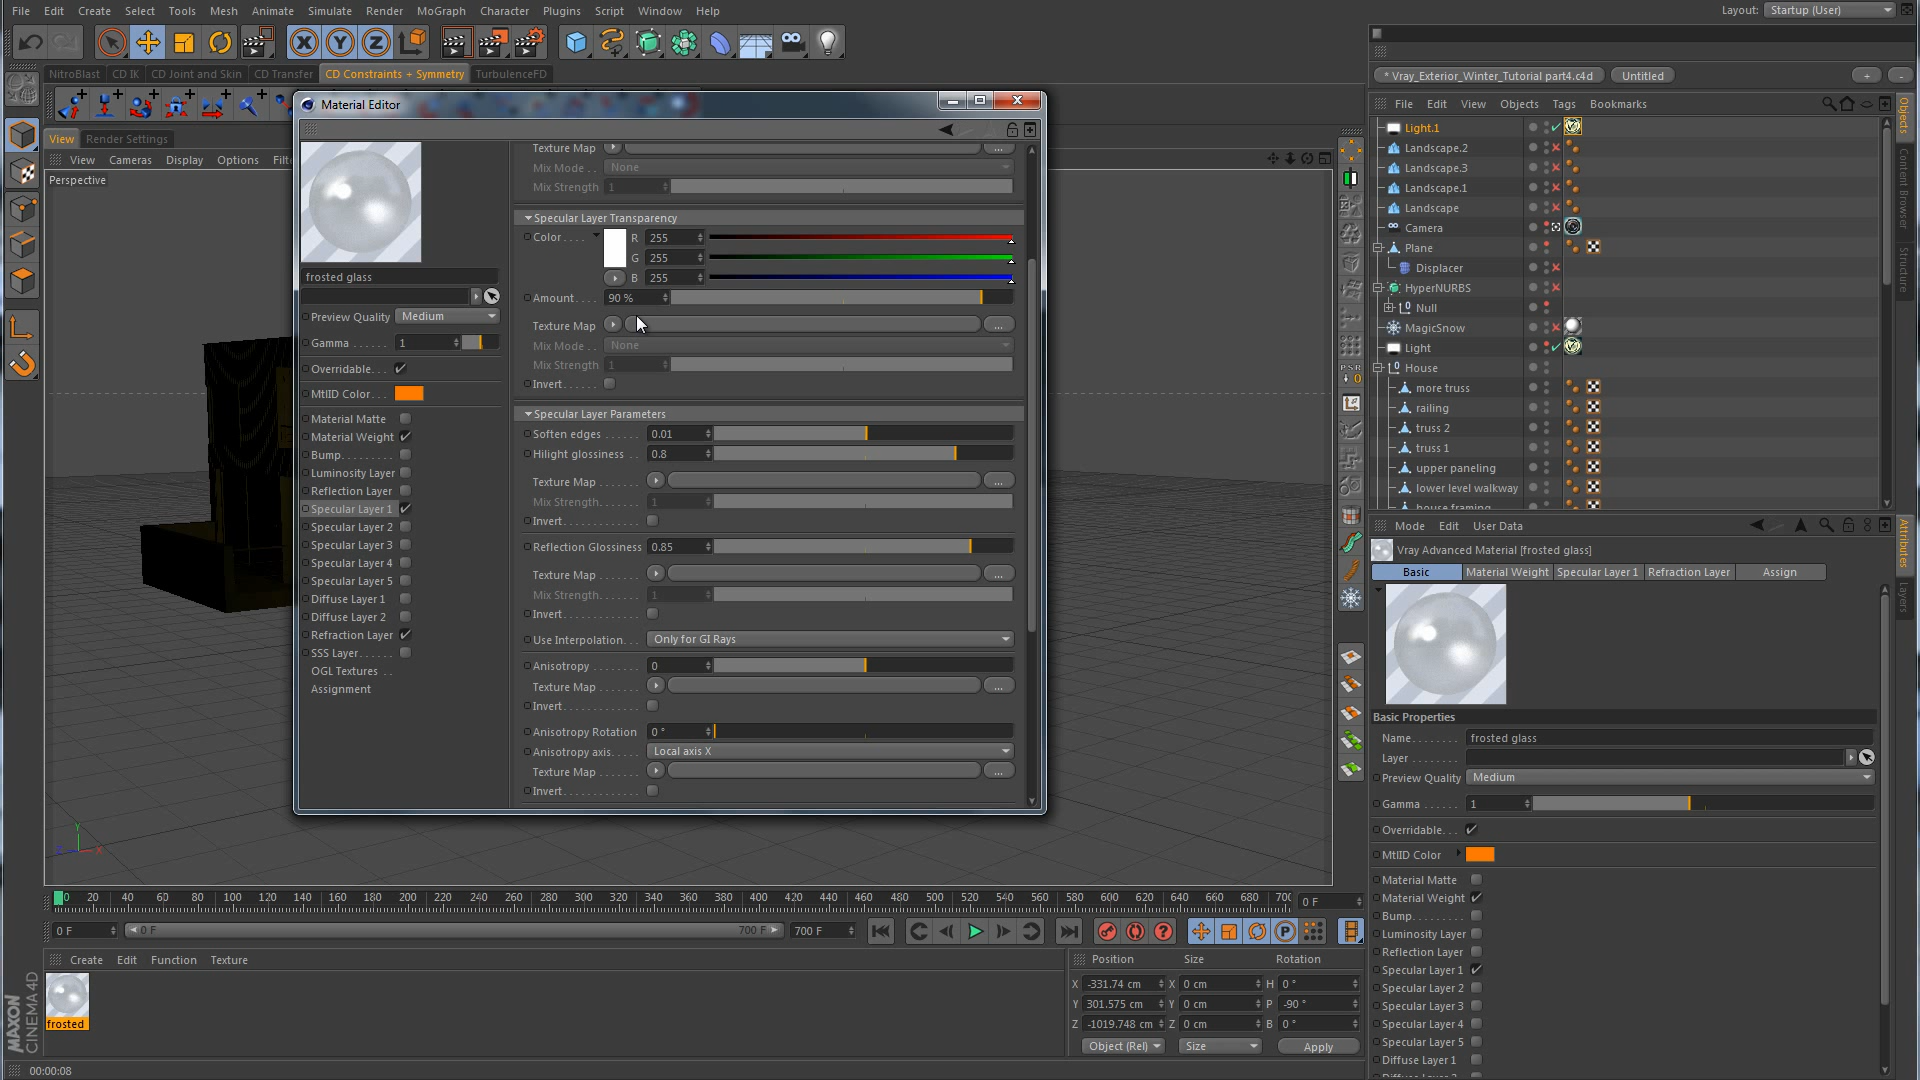 File Edit Create Select Tools Mesh Animate Render Simulate MoGraph Character Plugins Script Window Help
Layout: Startup (User)
NitroBlast CD IK CD Joint and Skin CD Transfer CD Constraints + Symmetry TurbulenceFD
* Vray_Exterior_Winter_Tutorial part4.c4d Untitled + -
View Render Settings
View Cameras Display Options Filt
Perspective
Material Editor
frosted glass
Preview Quality Medium
Gamma 1
Overridable
MtlID Color
Material Matte
Material Weight
Bump
Luminosity Layer
Reflection Layer
Specular Layer 1
Specular Layer 2
Specular Layer 3
Specular Layer 4
Specular Layer 5
Diffuse Layer 1
Diffuse Layer 2
Refraction Layer
SSS Layer
OGL Textures
Assignment
Texture Map ...
Mix Mode None
Mix Strength 1
Specular Layer Transparency
Color R 255
G 255
B 255
Amount 90 %
Texture Map ...
Mix Mode None
Mix Strength 1
Invert
Specular Layer Parameters
Soften edges 0.01
Hilight glossiness 0.8
Texture Map ...
Mix Strength 1
Invert
Reflection Glossiness 0.85
Texture Map ...
Mix Strength 1
Invert
Use Interpolation Only for GI Rays
Anisotropy 0
Texture Map ...
Invert
Anisotropy Rotation 0 °
Anisotropy axis Local axis X
Texture Map ...
Invert
PSR
File Edit View Objects Tags Bookmarks
Light.1
Landscape.2
Landscape.3
Landscape.1
Landscape
Camera
Plane
Displacer
HyperNURBS
Null
MagicSnow
Light
House
more truss
railing
truss 2
truss 1
upper paneling
lower level walkway
house framing
Objects
Content Browser
Structure
Mode Edit User Data
Vray Advanced Material [frosted glass]
Basic Material Weight Specular Layer 1 Refraction Layer Assign
Basic Properties
Name frosted glass
Layer
Preview Quality Medium
Gamma 1
Overridable
MtlID Color
Material Matte
Material Weight
Bump
Luminosity Layer
Reflection Layer
Specular Layer 1
Specular Layer 2
Specular Layer 3
Specular Layer 4
Specular Layer 5
Diffuse Layer 1
Attributes
Layers
0 20 40 60 80 100 120 140 160 180 200 220 240 260 280 300 320 340 360 380 400 420 440 460 480 500 520 540 560 580 600 620 640 660 680 700 0 F
0 F 0 F 700 F 700 F
Create Edit Function Texture
frosted
Position Size Rotation
X -331.74 cm X 0 cm H 0 °
Y 301.575 cm Y 0 cm P -90 °
Z -1019.748 cm Z 0 cm B 0 °
Object (Rel) Size Apply
MAXON
CINEMA 4D
00:00:08